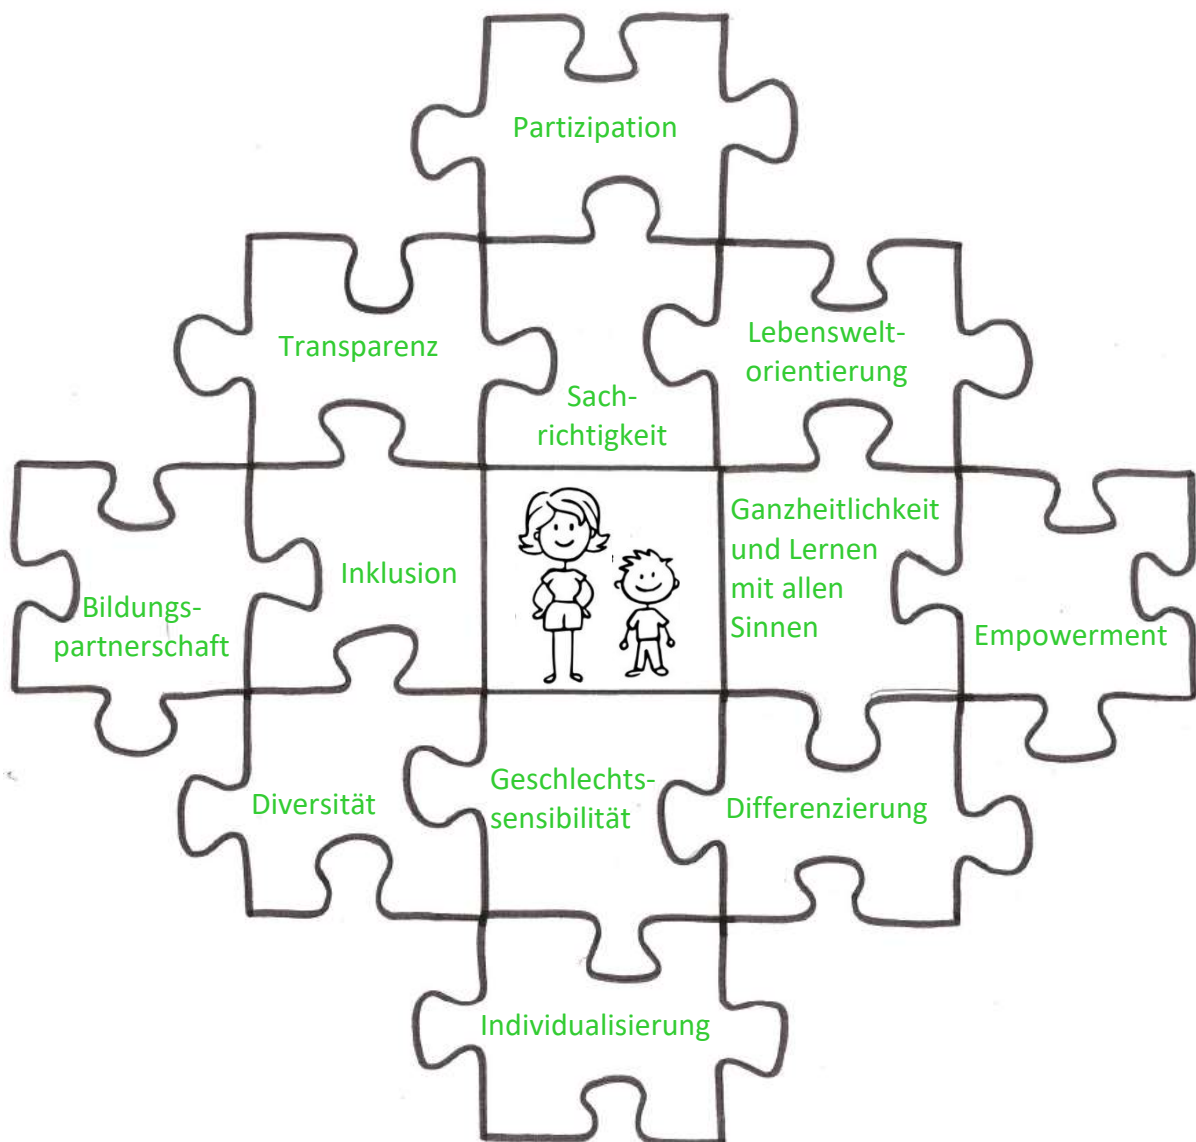 Partizipation
Transparenz
Lebenswelt-
orientierung
Sach-
richtigkeit
Bildungs-
partnerschaft
Inklusion
Ganzheitlichkeit
und Lernen
mit allen
Sinnen
Empowerment
Diversität
Geschlechts-
sensibilität
Differenzierung
Individualisierung